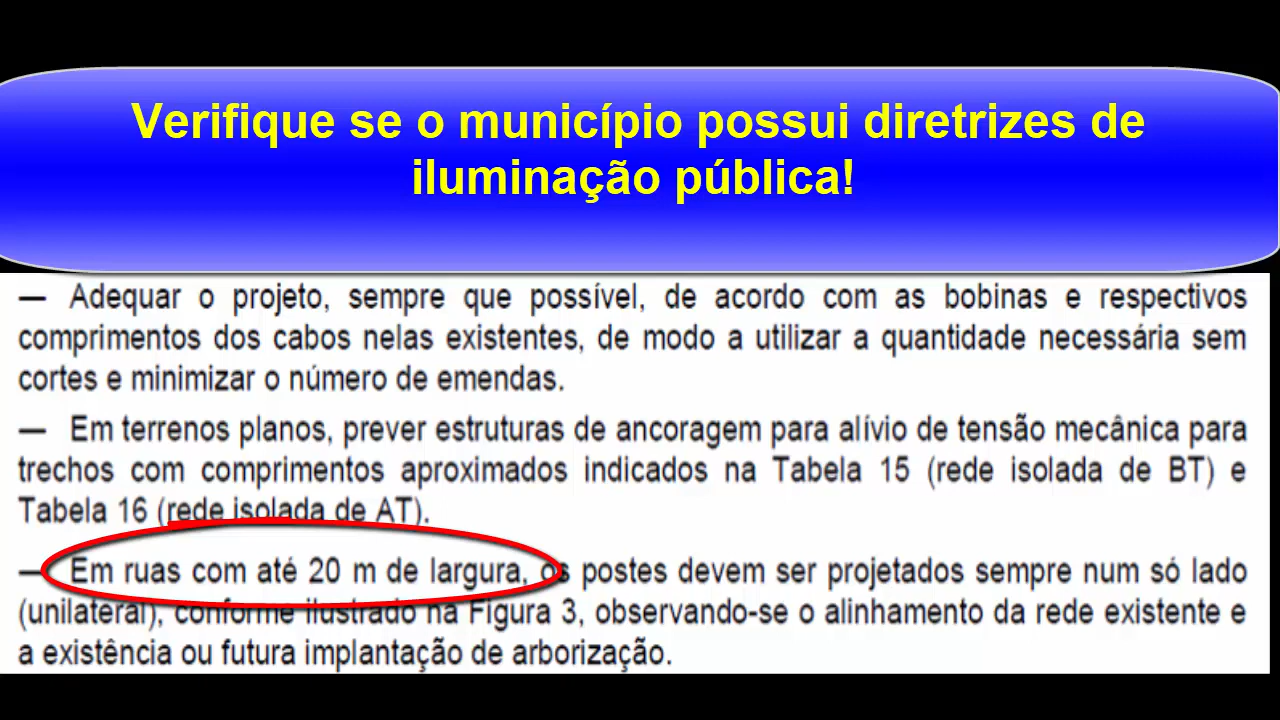 Verifique se o município possui diretrizes de
iluminação pública!
— Adequar o projeto, sempre que possível, de acordo com as bobinas e respectivos
comprimentos dos cabos nelas existentes, de modo a utilizar a quantidade necessária sem
cortes e minimizar o número de emendas.
— Em terrenos planos, prever estruturas de ancoragem para alívio de tensão mecânica para
trechos com comprimentos aproximados indicados na Tabela 15 (rede isolada de BT) e
Tabela 16 (rede isolada de AT).
— Em ruas com até 20 m de largura, os postes devem ser projetados sempre num só lado
(unilateral), conforme ilustrado na Figura 3, observando-se o alinhamento da rede existente e
a existência ou futura implantação de arborização.